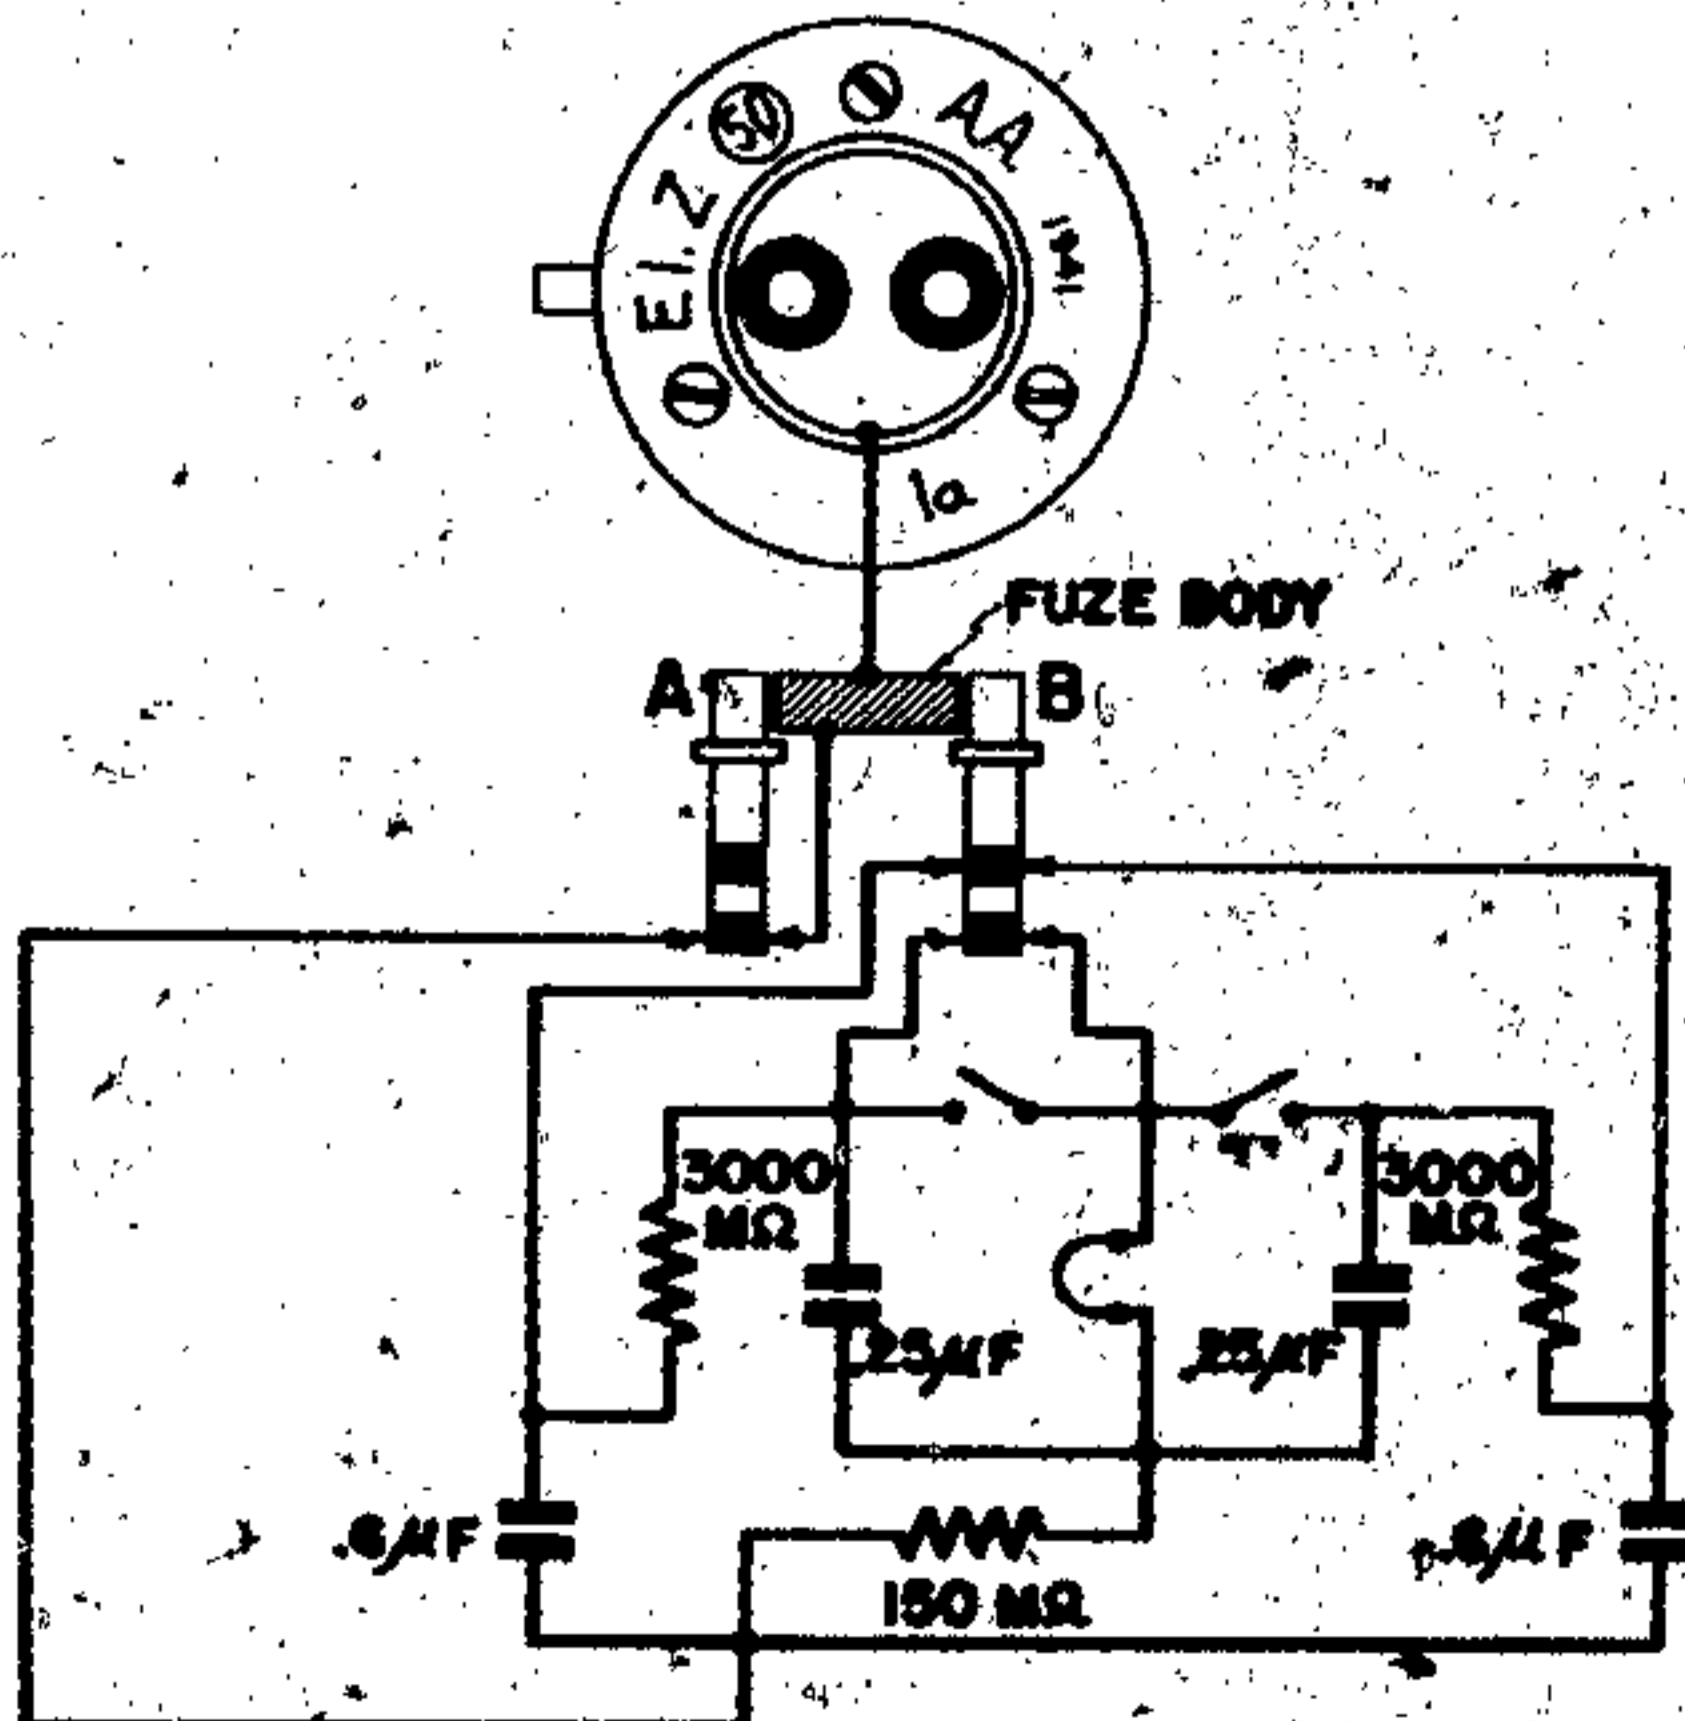 El. Z 50 AA
1a
FUZE BODY
A B
3000 MΩ
3000 MΩ
.25µF
.25µF
.6µF
.6µF
150 MΩ